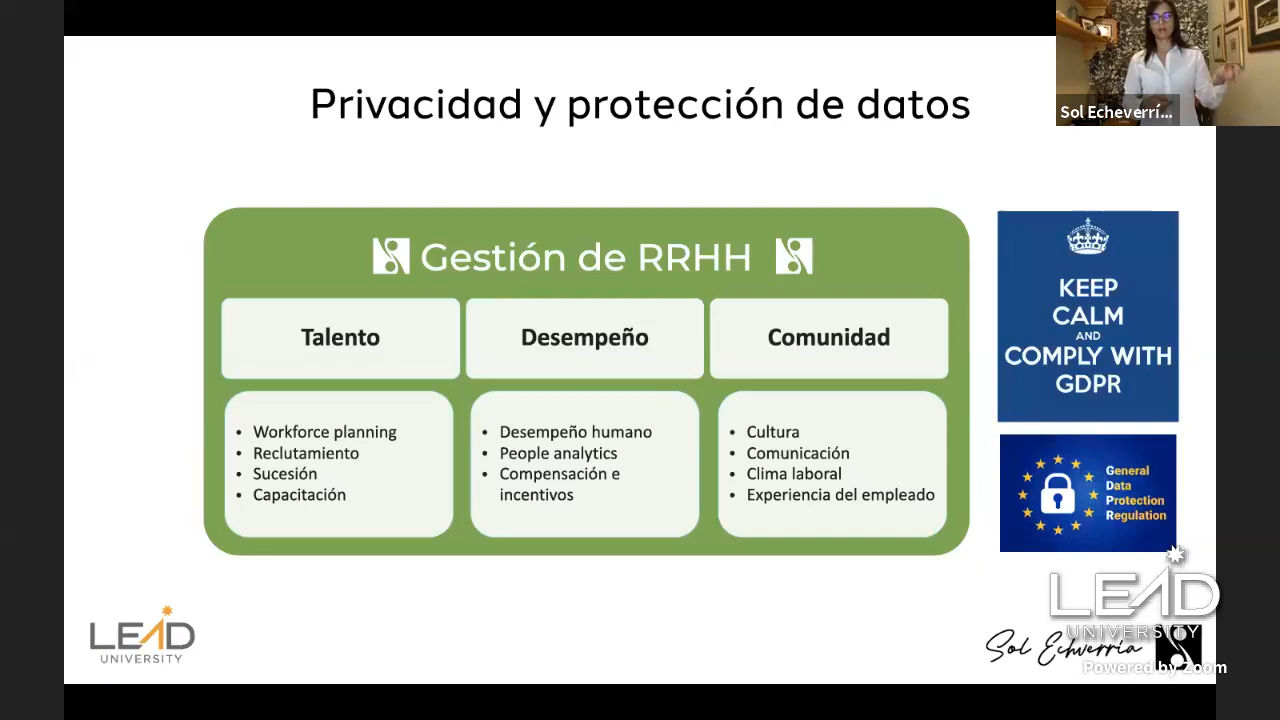 Privacidad y protección de datos
Sol Echeverrí...
Gestión de RRHH
Talento
Desempeño
Comunidad
• Workforce planning
• Reclutamiento
• Sucesión
• Capacitación
• Desempeño humano
• People analytics
• Compensación e
incentivos
• Cultura
• Comunicación
• Clima laboral
• Experiencia del empleado
KEEP
CALM
AND
COMPLY WITH
GDPR
General
Data
Protection
Regulation
LEAD
UNIVERSITY
LEAD
UNIVERSITY
Sol Echverría
Powered by Zoom